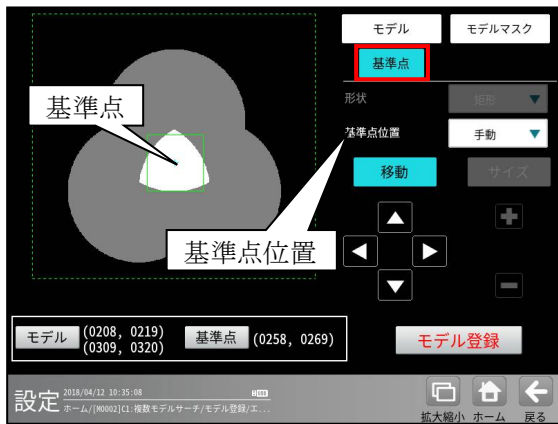 モデル
モデルマスク
基準点
形状
矩形
基準点位置
手動
移動
サイズ
基準点
基準点位置
モデル
(0208, 0219)
(0309, 0320)
基準点
(0258, 0269)
モデル登録
設定
2018/04/12 10:35:08
ホーム/[M0002]C1:複数モデルサーチ/モデル登録/エ...
拡大縮小
ホーム
戻る